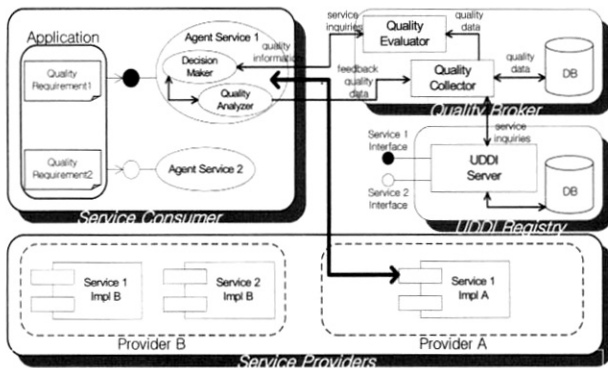 Application
Quality
Requirement1
Quality
Requirement2
Agent Service 1
Decision
Maker
Quality
Analyzer
Agent Service 2
Service Consumer
quality
information
service
inquiries
feedback
quality
data
Quality
Evaluator
quality
data
Quality
Collector
quality
data
DB
Quality Broker
service
inquiries
Service 1
Interface
Service 2
Interface
UDDI
Server
DB
UDDI Registry
Service 1
Impl B
Service 2
Impl B
Provider B
Service 1
Impl A
Provider A
Service Providers